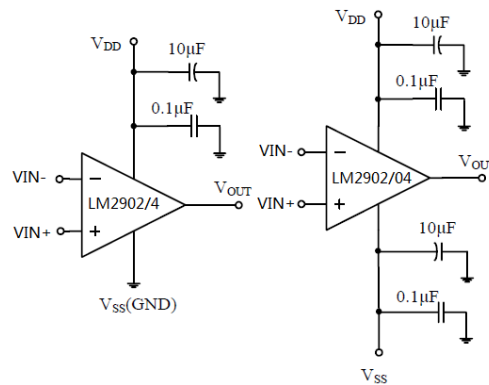 VDD
10µF
0.1µF
VIN-
−
LM2902/4
VOUT
VIN+
+
VSS(GND)
VDD
10µF
0.1µF
VIN-
−
LM2902/04
VOU
VIN+
+
10µF
0.1µF
VSS